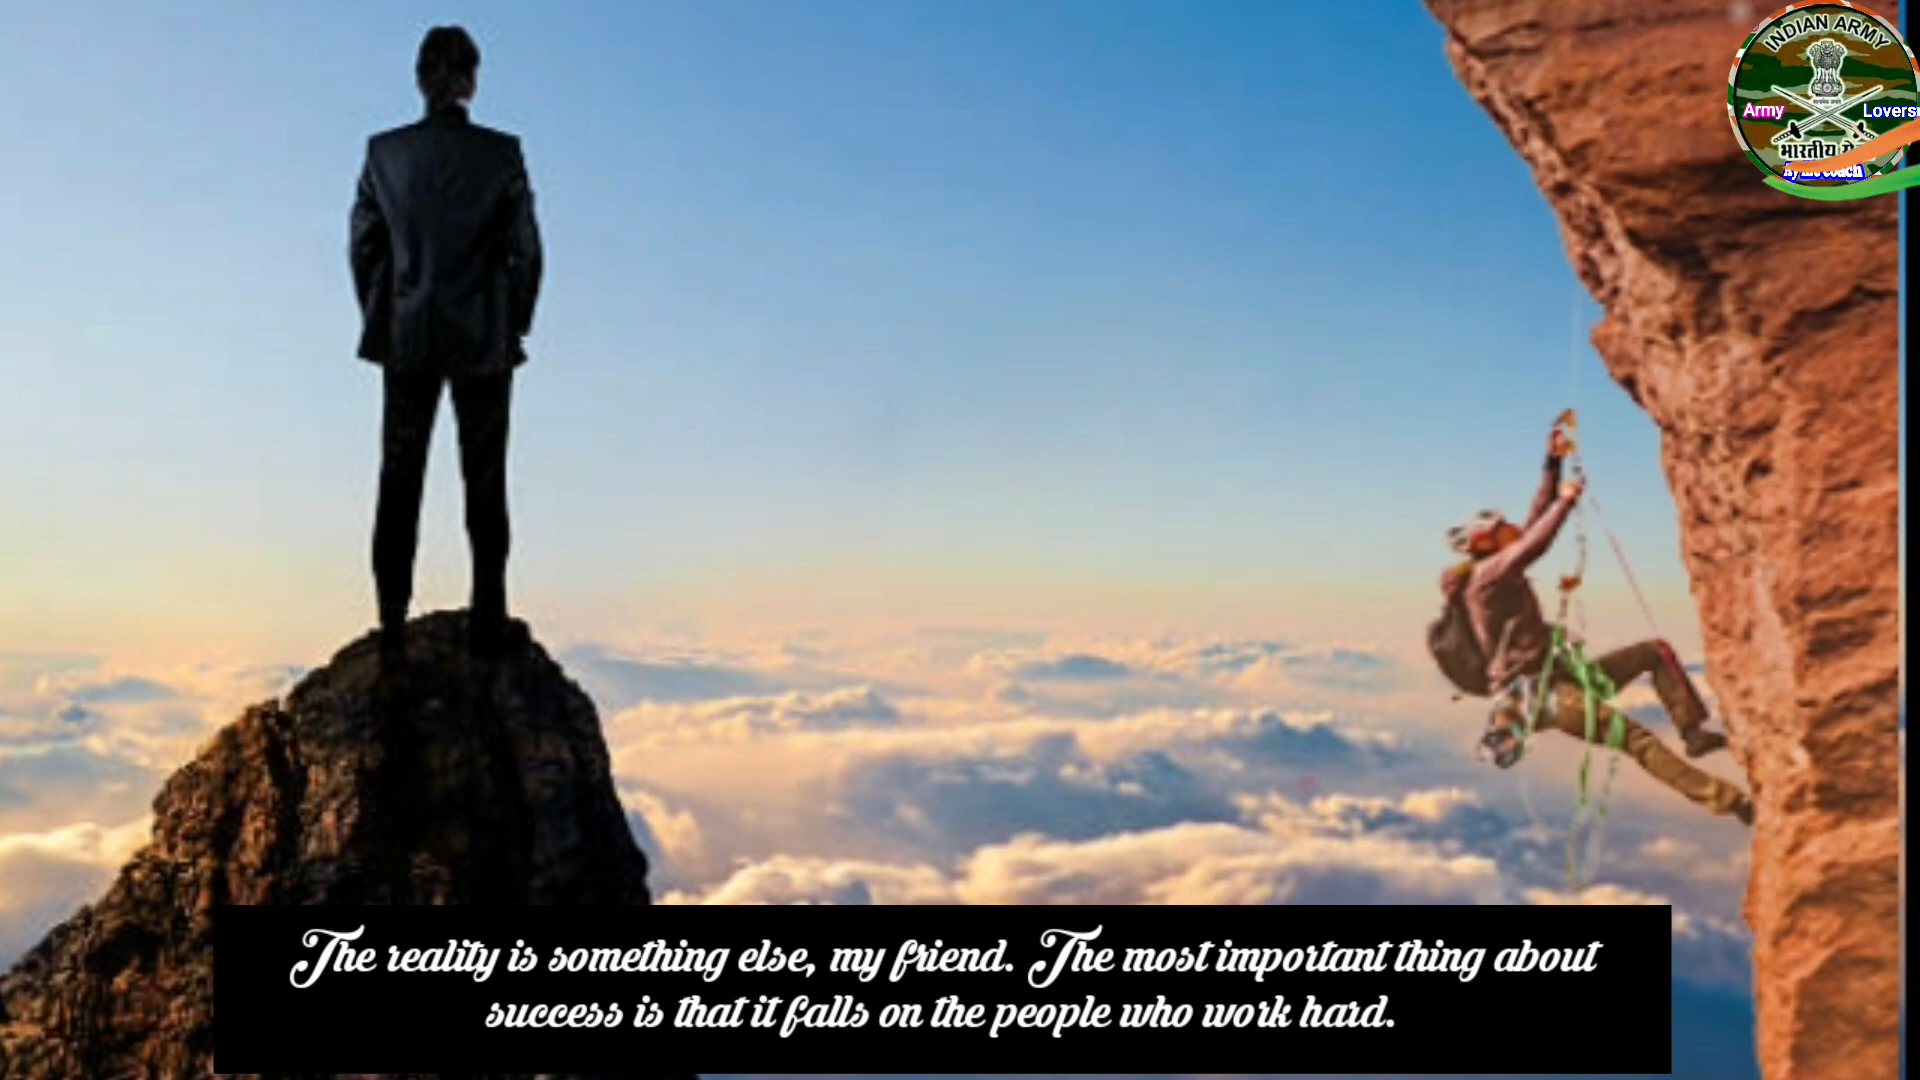 INDIAN ARMY
Army
Lovers
भारतीय
coach
The reality is something else, my friend. The most important thing about
success is that it falls on the people who work hard.